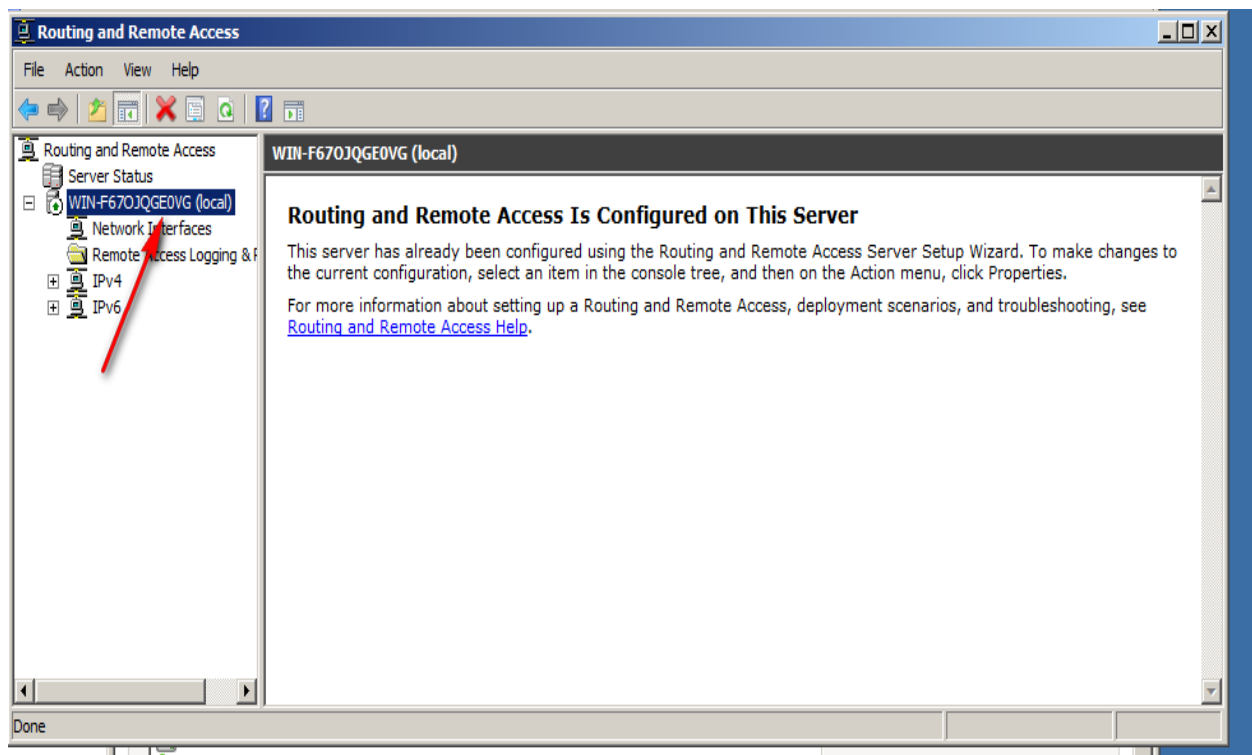 Routing and Remote Access
File Action View Help
Routing and Remote Access
Server Status
WIN-F67OJQGE0VG (local)
Network Interfaces
Remote Access Logging &
IPv4
IPv6
WIN-F67OJQGE0VG (local)
Routing and Remote Access Is Configured on This Server
This server has already been configured using the Routing and Remote Access Server Setup Wizard. To make changes to
the current configuration, select an item in the console tree, and then on the Action menu, click Properties.
For more information about setting up a Routing and Remote Access, deployment scenarios, and troubleshooting, see
Routing and Remote Access Help.
Done